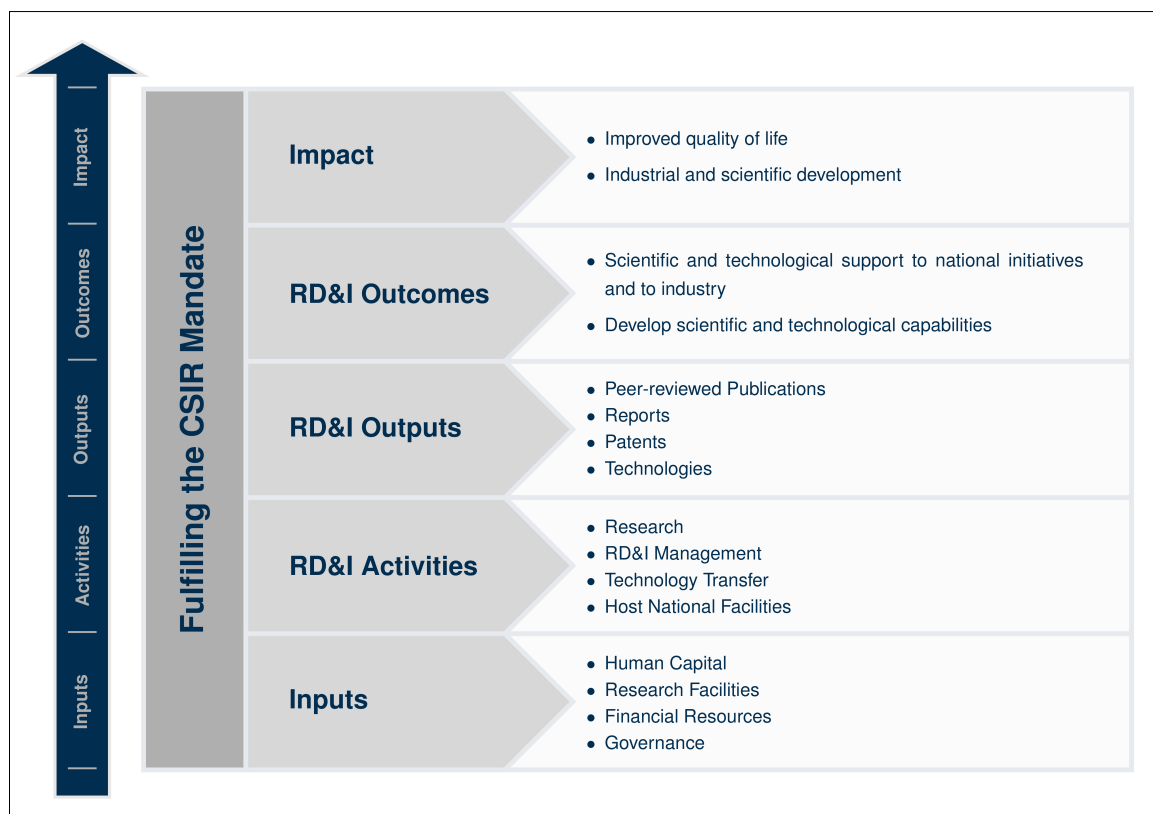 Impact
Outcomes
Outputs
Activities
Inputs
Fulfilling the CSIR Mandate
Impact
• Improved quality of life
• Industrial and scientific development
RD&I Outcomes
• Scientific and technological support to national initiatives
and to industry
• Develop scientific and technological capabilities
RD&I Outputs
• Peer-reviewed Publications
• Reports
• Patents
• Technologies
RD&I Activities
• Research
• RD&I Management
• Technology Transfer
• Host National Facilities
Inputs
• Human Capital
• Research Facilities
• Financial Resources
• Governance